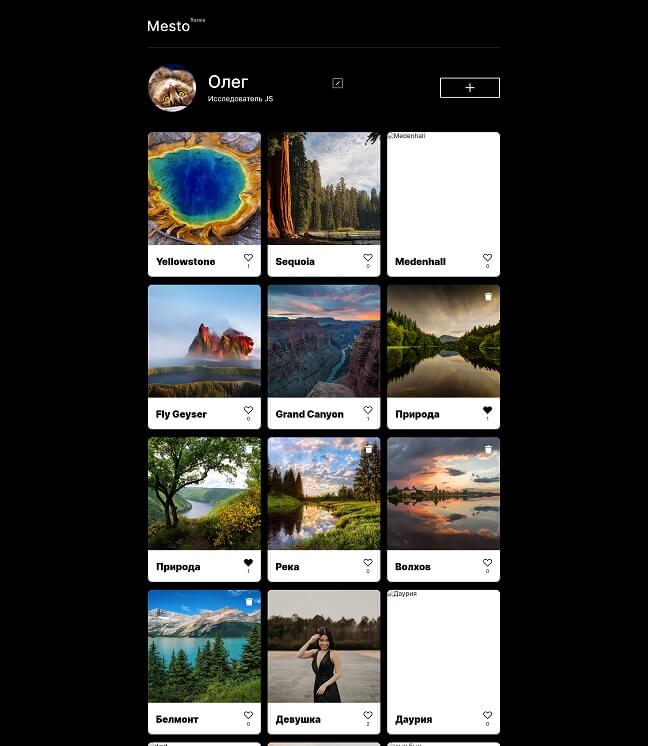 Mesto Russia
Олег
Исследователь JS
Medenhall
Yellowstone
1
Sequoia
0
Medenhall
0
Fly Geyser
0
Grand Canyon
1
Природа
1
Природа
1
Река
0
Волхов
0
Даурия
Белмонт
0
Девушка
2
Даурия
0